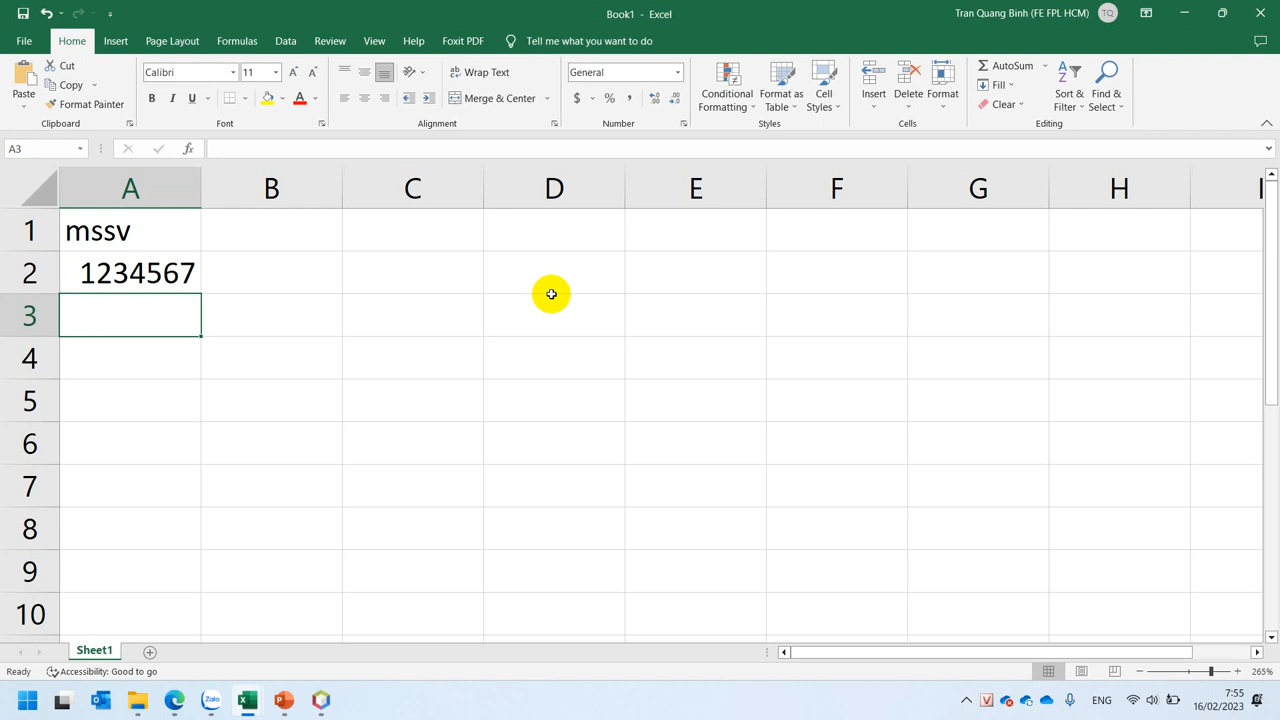 Book1 - Excel
Tran Quang Binh (FE FPL HCM) TQ
File Home Insert Page Layout Formulas Data Review View Help Foxit PDF Tell me what you want to do
Paste Cut Copy Format Painter
Calibri 11
B I U A
Wrap Text
Merge & Center
General
$ % ,
Conditional Formatting
Format as Table
Cell Styles
Insert Delete Format
AutoSum
Fill
Clear
Sort & Filter
Find & Select
Clipboard Font Alignment Number Styles Cells Editing
A3 fx
A B C D E F G H I
1 mssv
2 1234567
3
4
5
6
7
8
9
10
Sheet1
Ready Accessibility: Good to go 265%
Zalo ENG 7:55
16/02/2023